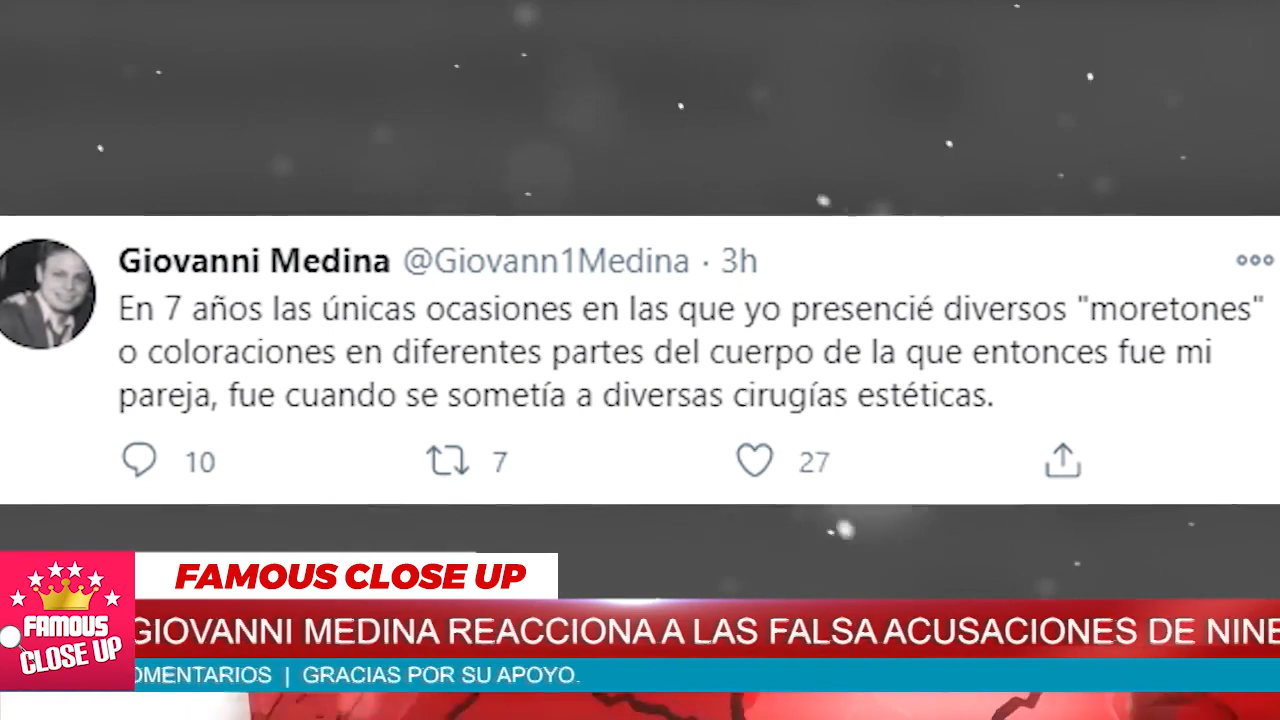 Giovanni Medina @Giovann1Medina · 3h
En 7 años las únicas ocasiones en las que yo presencié diversos "moretones"
o coloraciones en diferentes partes del cuerpo de la que entonces fue mi
pareja, fue cuando se sometía a diversas cirugías estéticas.
10 7 27
FAMOUS CLOSE UP
FAMOUS
CLOSE UP
GIOVANNI MEDINA REACCIONA A LAS FALSA ACUSACIONES DE NINE
OMENTARIOS | GRACIAS POR SU APOYO.